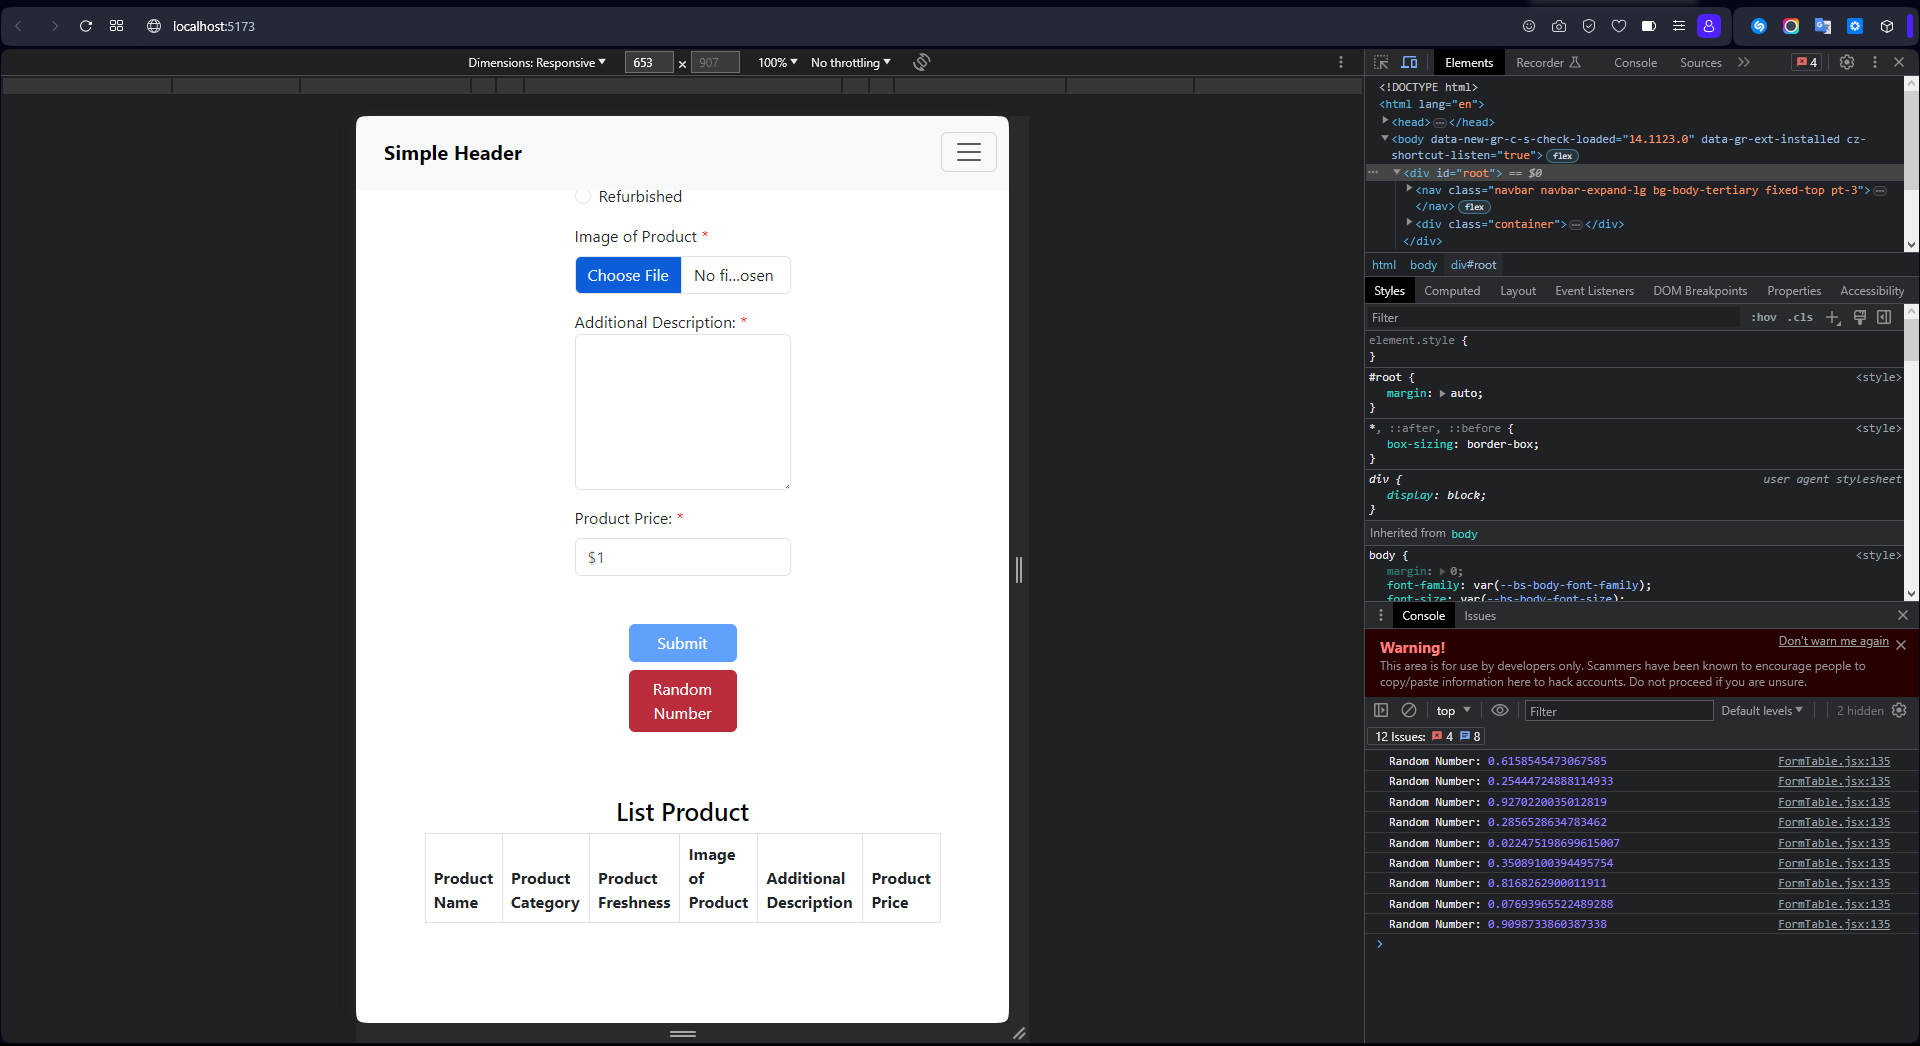 localhost:5173
Dimensions: Responsive
653 × 907
100%
No throttling
Simple Header
Refurbished
Image of Product *
Choose File No fi...osen
Additional Description: *
Product Price: *
$1
Submit
Random
Number
List Product
Product
Name
Product
Category
Product
Freshness
Image
of
Product
Additional
Description
Product
Price
Elements
Recorder
Console
Sources
4
<!DOCTYPE html>
<html lang="en">
<head> ⋯ </head>
<body data-new-gr-c-s-check-loaded="14.1123.0" data-gr-ext-installed cz-
shortcut-listen="true"> flex
⋯ <div id="root"> == $0
<nav class="navbar navbar-expand-lg bg-body-tertiary fixed-top pt-3"> ⋯
</nav> flex
<div class="container"> ⋯ </div>
</div>
html body div#root
Styles Computed Layout Event Listeners DOM Breakpoints Properties Accessibility
Filter :hov .cls
element.style {
}
#root { <style>
margin: auto;
}
*, ::after, ::before { <style>
box-sizing: border-box;
}
div { user agent stylesheet
display: block;
}
Inherited from body
body { <style>
margin: 0;
font-family: var(--bs-body-font-family);
font-size: var(--bs-body-font-size);
Console Issues
Warning! Don't warn me again
This area is for use by developers only. Scammers have been known to encourage people to
copy/paste information here to hack accounts. Do not proceed if you are unsure.
top Filter Default levels 2 hidden
12 Issues: 4 8
Random Number: 0.6158545473067585 FormTable.jsx:135
Random Number: 0.25444724888114933 FormTable.jsx:135
Random Number: 0.9270220035012819 FormTable.jsx:135
Random Number: 0.2856528634783462 FormTable.jsx:135
Random Number: 0.022475198699615007 FormTable.jsx:135
Random Number: 0.35089100394495754 FormTable.jsx:135
Random Number: 0.8168262900011911 FormTable.jsx:135
Random Number: 0.07693965522489288 FormTable.jsx:135
Random Number: 0.9098733860387338 FormTable.jsx:135